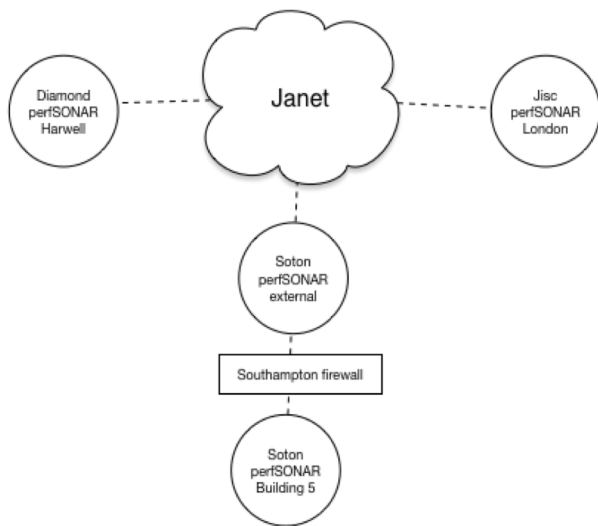 Janet
Diamond
perfSONAR
Harwell
Jisc
perfSONAR
London
Soton
perfSONAR
external
Southampton firewall
Soton
perfSONAR
Building 5